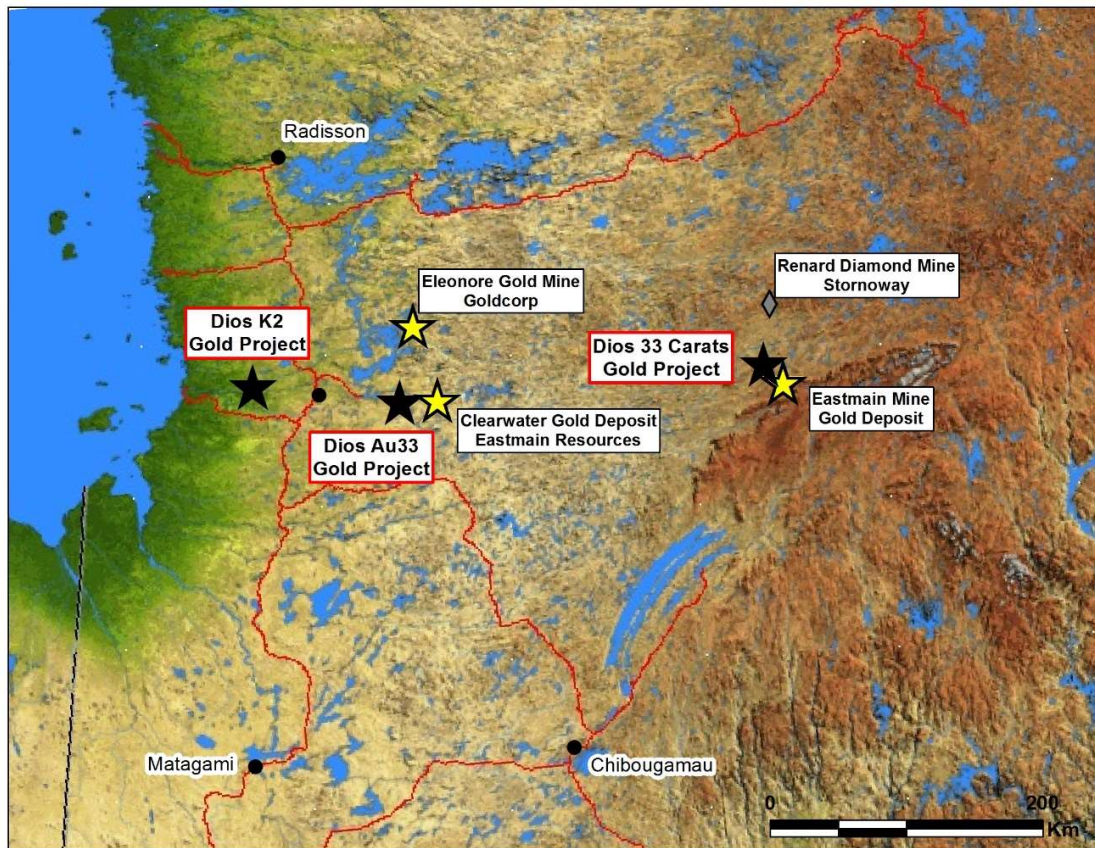 Radisson
Eleonore Gold Mine
Goldcorp
Renard Diamond Mine
Stornoway
Dios K2
Gold Project
Dios 33 Carats
Gold Project
Eastmain Mine
Gold Deposit
Clearwater Gold Deposit
Eastmain Resources
Dios Au33
Gold Project
Matagami
Chibougamau
0 200
Km